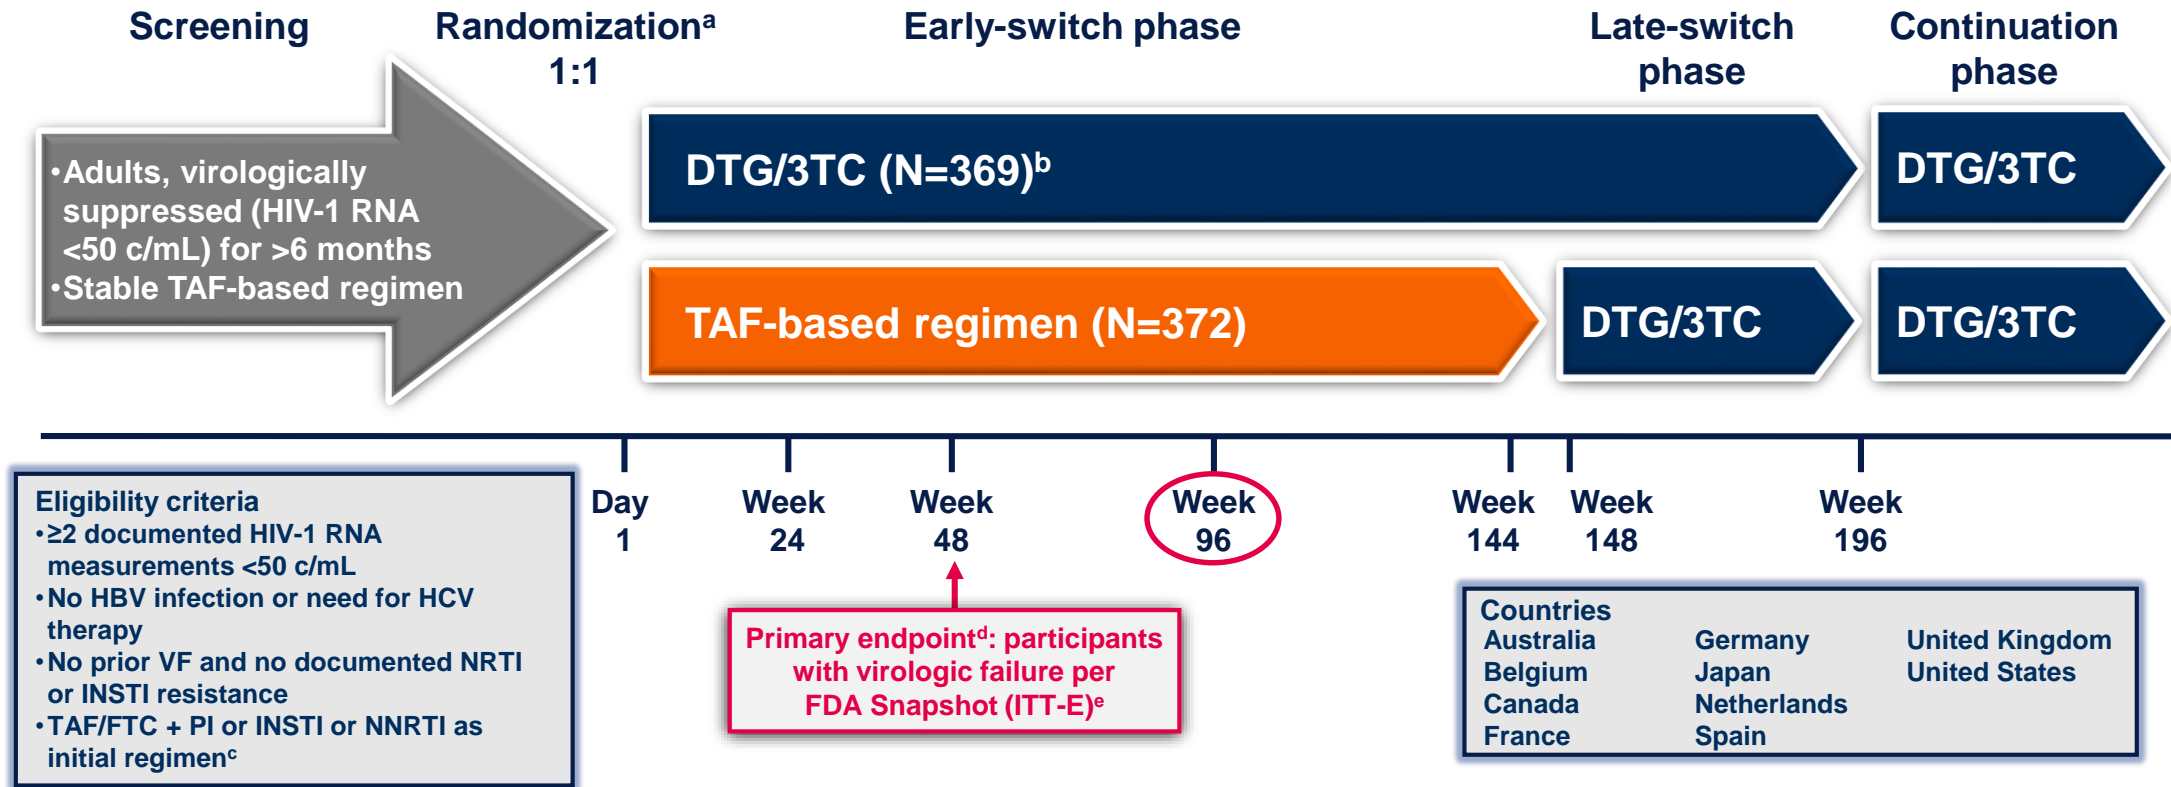 Screening
Randomizationᵃ
1:1
Early-switch phase
Late-switch
phase
Continuation
phase
•Adults, virologically
suppressed (HIV-1 RNA
<50 c/mL) for >6 months
•Stable TAF-based regimen
DTG/3TC (N=369)ᵇ
DTG/3TC
TAF-based regimen (N=372)
DTG/3TC
DTG/3TC
Day
1
Week
24
Week
48
Week
96
Week
144
Week
148
Week
196
Eligibility criteria
•≥2 documented HIV-1 RNA
measurements <50 c/mL
•No HBV infection or need for HCV
therapy
•No prior VF and no documented NRTI
or INSTI resistance
•TAF/FTC + PI or INSTI or NNRTI as
initial regimenᶜ
Primary endpointᵈ: participants
with virologic failure per
FDA Snapshot (ITT-E)ᵉ
Countries
Australia
Belgium
Canada
France
Germany
Japan
Netherlands
Spain
United Kingdom
United States